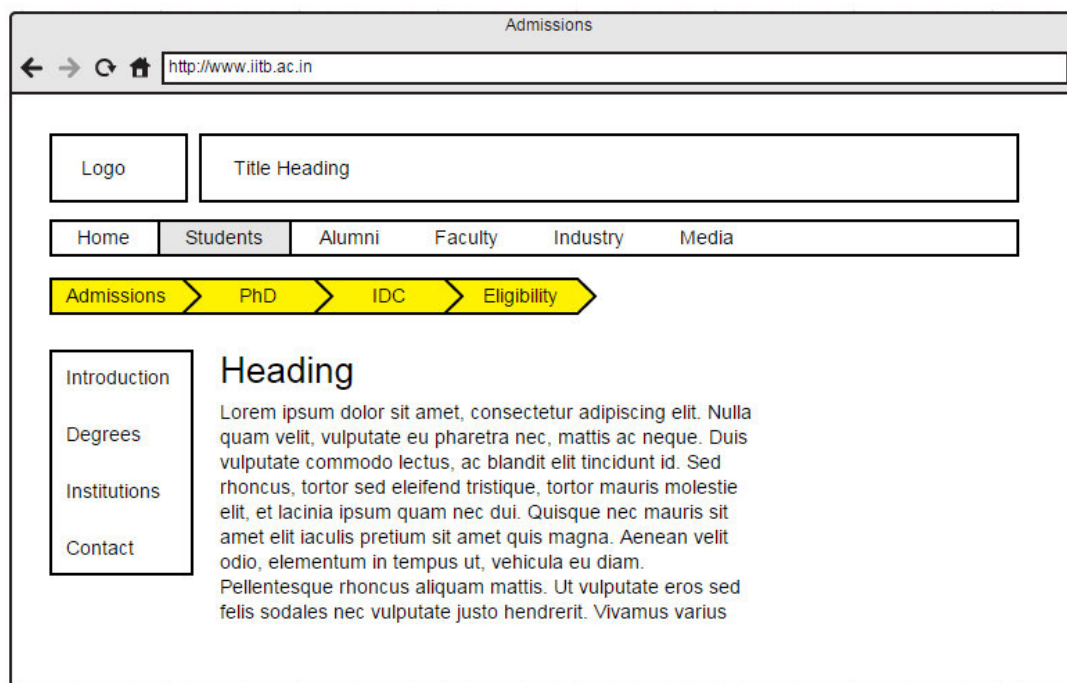 Admissions
http://www.iitb.ac.in
Logo
Title Heading
Home Students Alumni Faculty Industry Media
Admissions PhD IDC Eligibility
Introduction
Degrees
Institutions
Contact
Heading
Lorem ipsum dolor sit amet, consectetur adipiscing elit. Nulla
quam velit, vulputate eu pharetra nec, mattis ac neque. Duis
vulputate commodo lectus, ac blandit elit tincidunt id. Sed
rhoncus, tortor sed eleifend tristique, tortor mauris molestie
elit, et lacinia ipsum quam nec dui. Quisque nec mauris sit
amet elit iaculis pretium sit amet quis magna. Aenean velit
odio, elementum in tempus ut, vehicula eu diam.
Pellentesque rhoncus aliquam mattis. Ut vulputate eros sed
felis sodales nec vulputate justo hendrerit. Vivamus varius